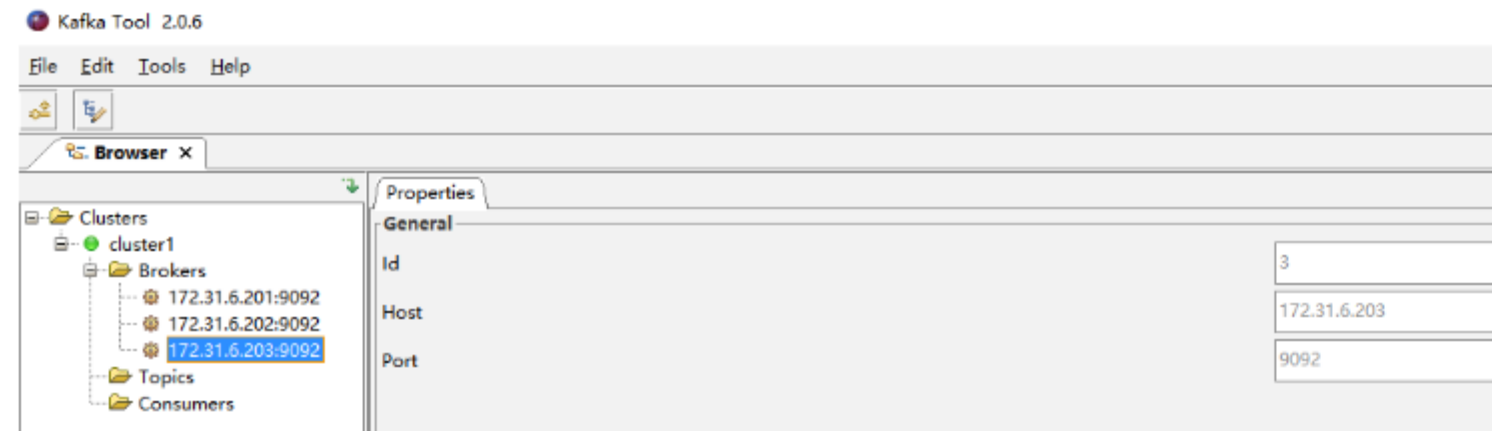 Kafka Tool 2.0.6
File Edit Tools Help
Browser
Properties
Clusters
General
cluster1
Id
3
Brokers
172.31.6.201:9092
Host
172.31.6.203
172.31.6.202:9092
172.31.6.203:9092
Port
9092
Topics
Consumers